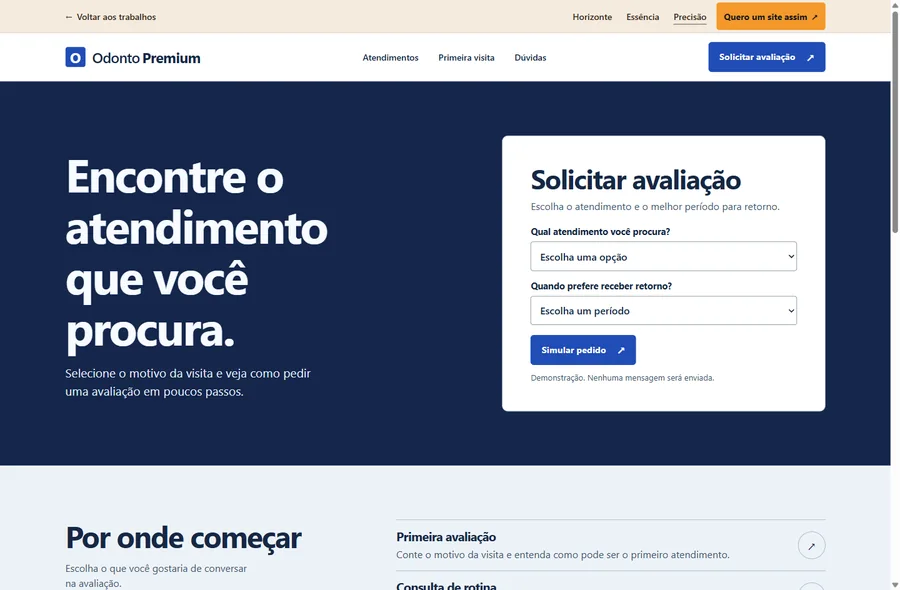 ← Voltar aos trabalhos
Horizonte Essência Precisão Quero um site assim ↗
O Odonto Premium
Atendimentos Primeira visita Dúvidas
Solicitar avaliação ↗
Encontre o
atendimento
que você
procura.
Selecione o motivo da visita e veja como pedir
uma avaliação em poucos passos.
Solicitar avaliação
Escolha o atendimento e o melhor período para retorno.
Qual atendimento você procura?
Escolha uma opção
Quando prefere receber retorno?
Escolha um período
Simular pedido ↗
Demonstração. Nenhuma mensagem será enviada.
Por onde começar
Escolha o que você gostaria de conversar
na avaliação.
Primeira avaliação
Conte o motivo da visita e entenda como pode ser o primeiro atendimento.
↗
Consulta de rotina